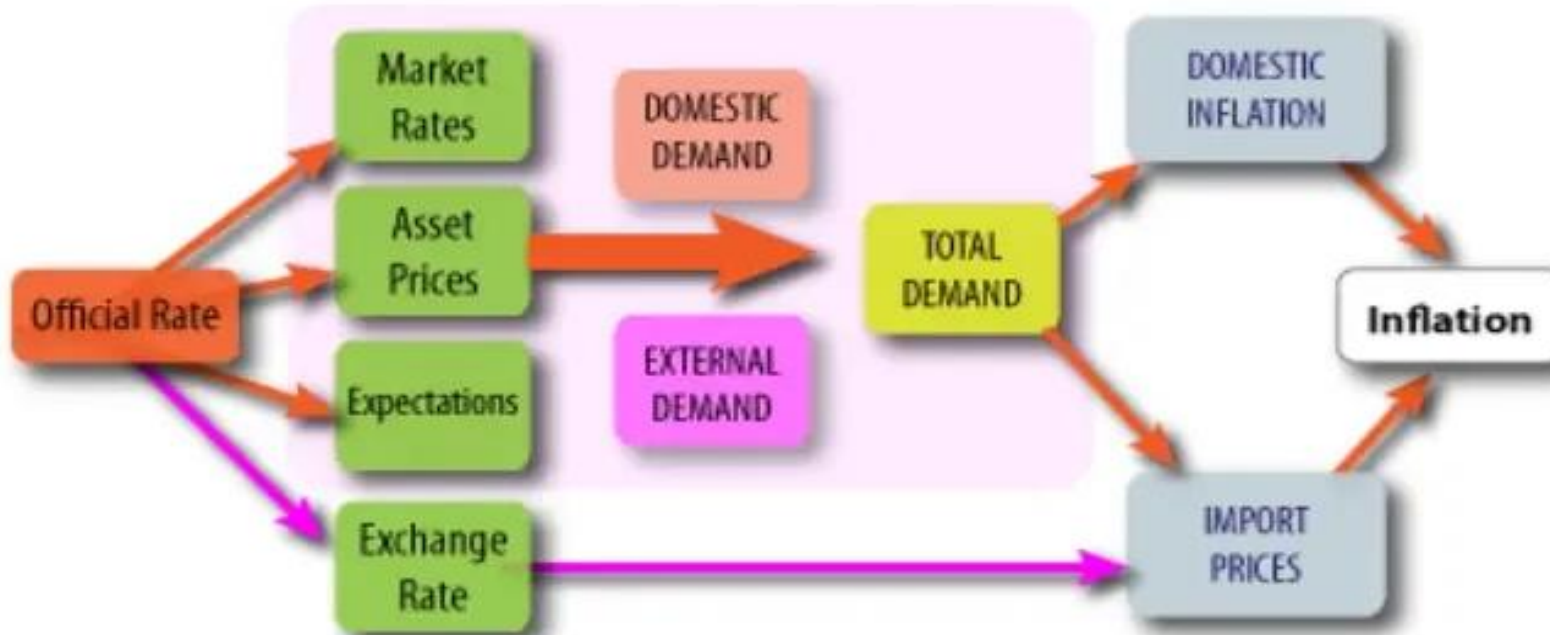 Market
Rates
Asset
Prices
Official Rate
Expectations
Exchange
Rate
DOMESTIC
DEMAND
EXTERNAL
DEMAND
TOTAL
DEMAND
DOMESTIC
INFLATION
IMPORT
PRICES
Inflation